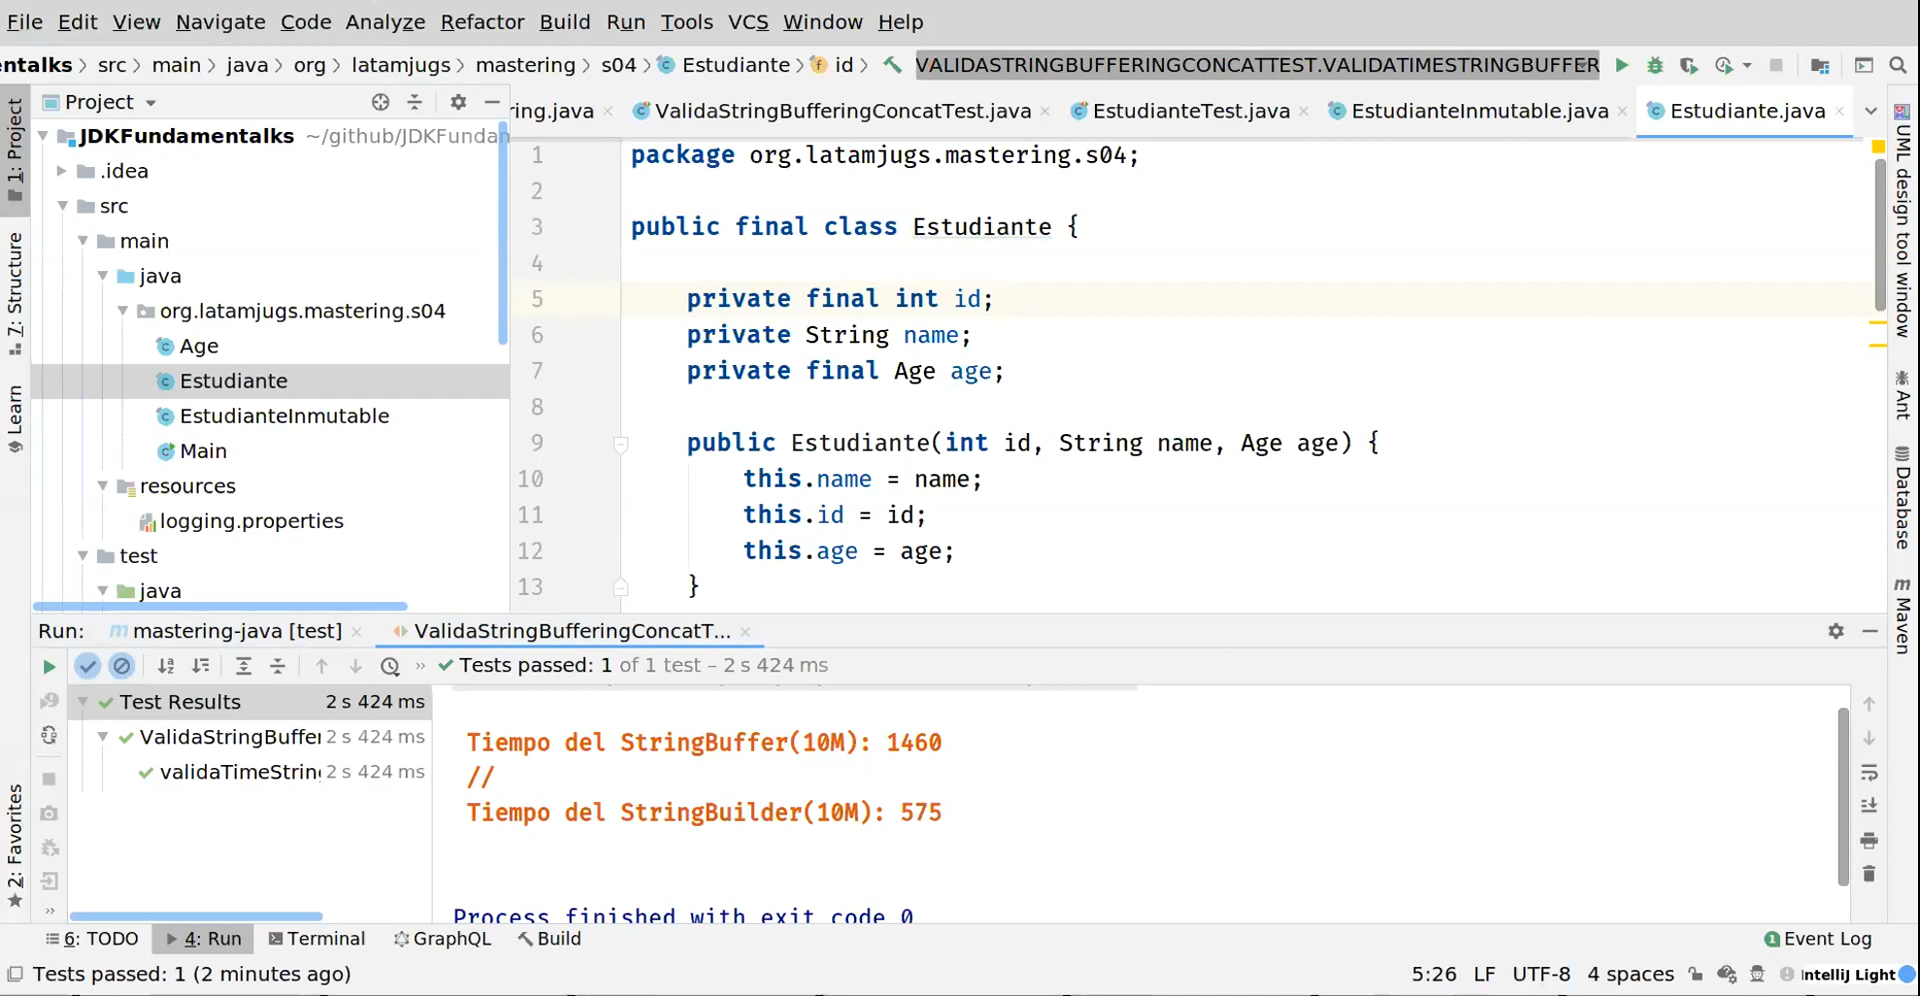 File Edit View Navigate Code Analyze Refactor Build Run Tools VCS Window Help
entalks src main java org latamjugs mastering s04 Estudiante id VALIDASTRINGBUFFERINGCONCATTEST.VALIDATIMESTRINGBUFFER
1: Project
7: Structure
Learn
2: Favorites
Project
JDKFundamentalks ~/github/JDKFundam
.idea
src
main
java
org.latamjugs.mastering.s04
Age
Estudiante
EstudianteInmutable
Main
resources
logging.properties
test
java
ring.java ValidaStringBufferingConcatTest.java EstudianteTest.java EstudianteInmutable.java Estudiante.java
1 package org.latamjugs.mastering.s04;
2
3 public final class Estudiante {
4
5 private final int id;
6 private String name;
7 private final Age age;
8
9 public Estudiante(int id, String name, Age age) {
10 this.name = name;
11 this.id = id;
12 this.age = age;
13 }
UML design tool window
Ant
Database
Maven
Run: mastering-java [test] ValidaStringBufferingConcatT...
Tests passed: 1 of 1 test – 2 s 424 ms
Test Results 2 s 424 ms
ValidaStringBuffer 2 s 424 ms
validaTimeString 2 s 424 ms
Tiempo del StringBuffer(10M): 1460
//
Tiempo del StringBuilder(10M): 575
Process finished with exit code 0
6: TODO 4: Run Terminal GraphQL Build 1 Event Log
Tests passed: 1 (2 minutes ago) 5:26 LF UTF-8 4 spaces IntelliJ Light